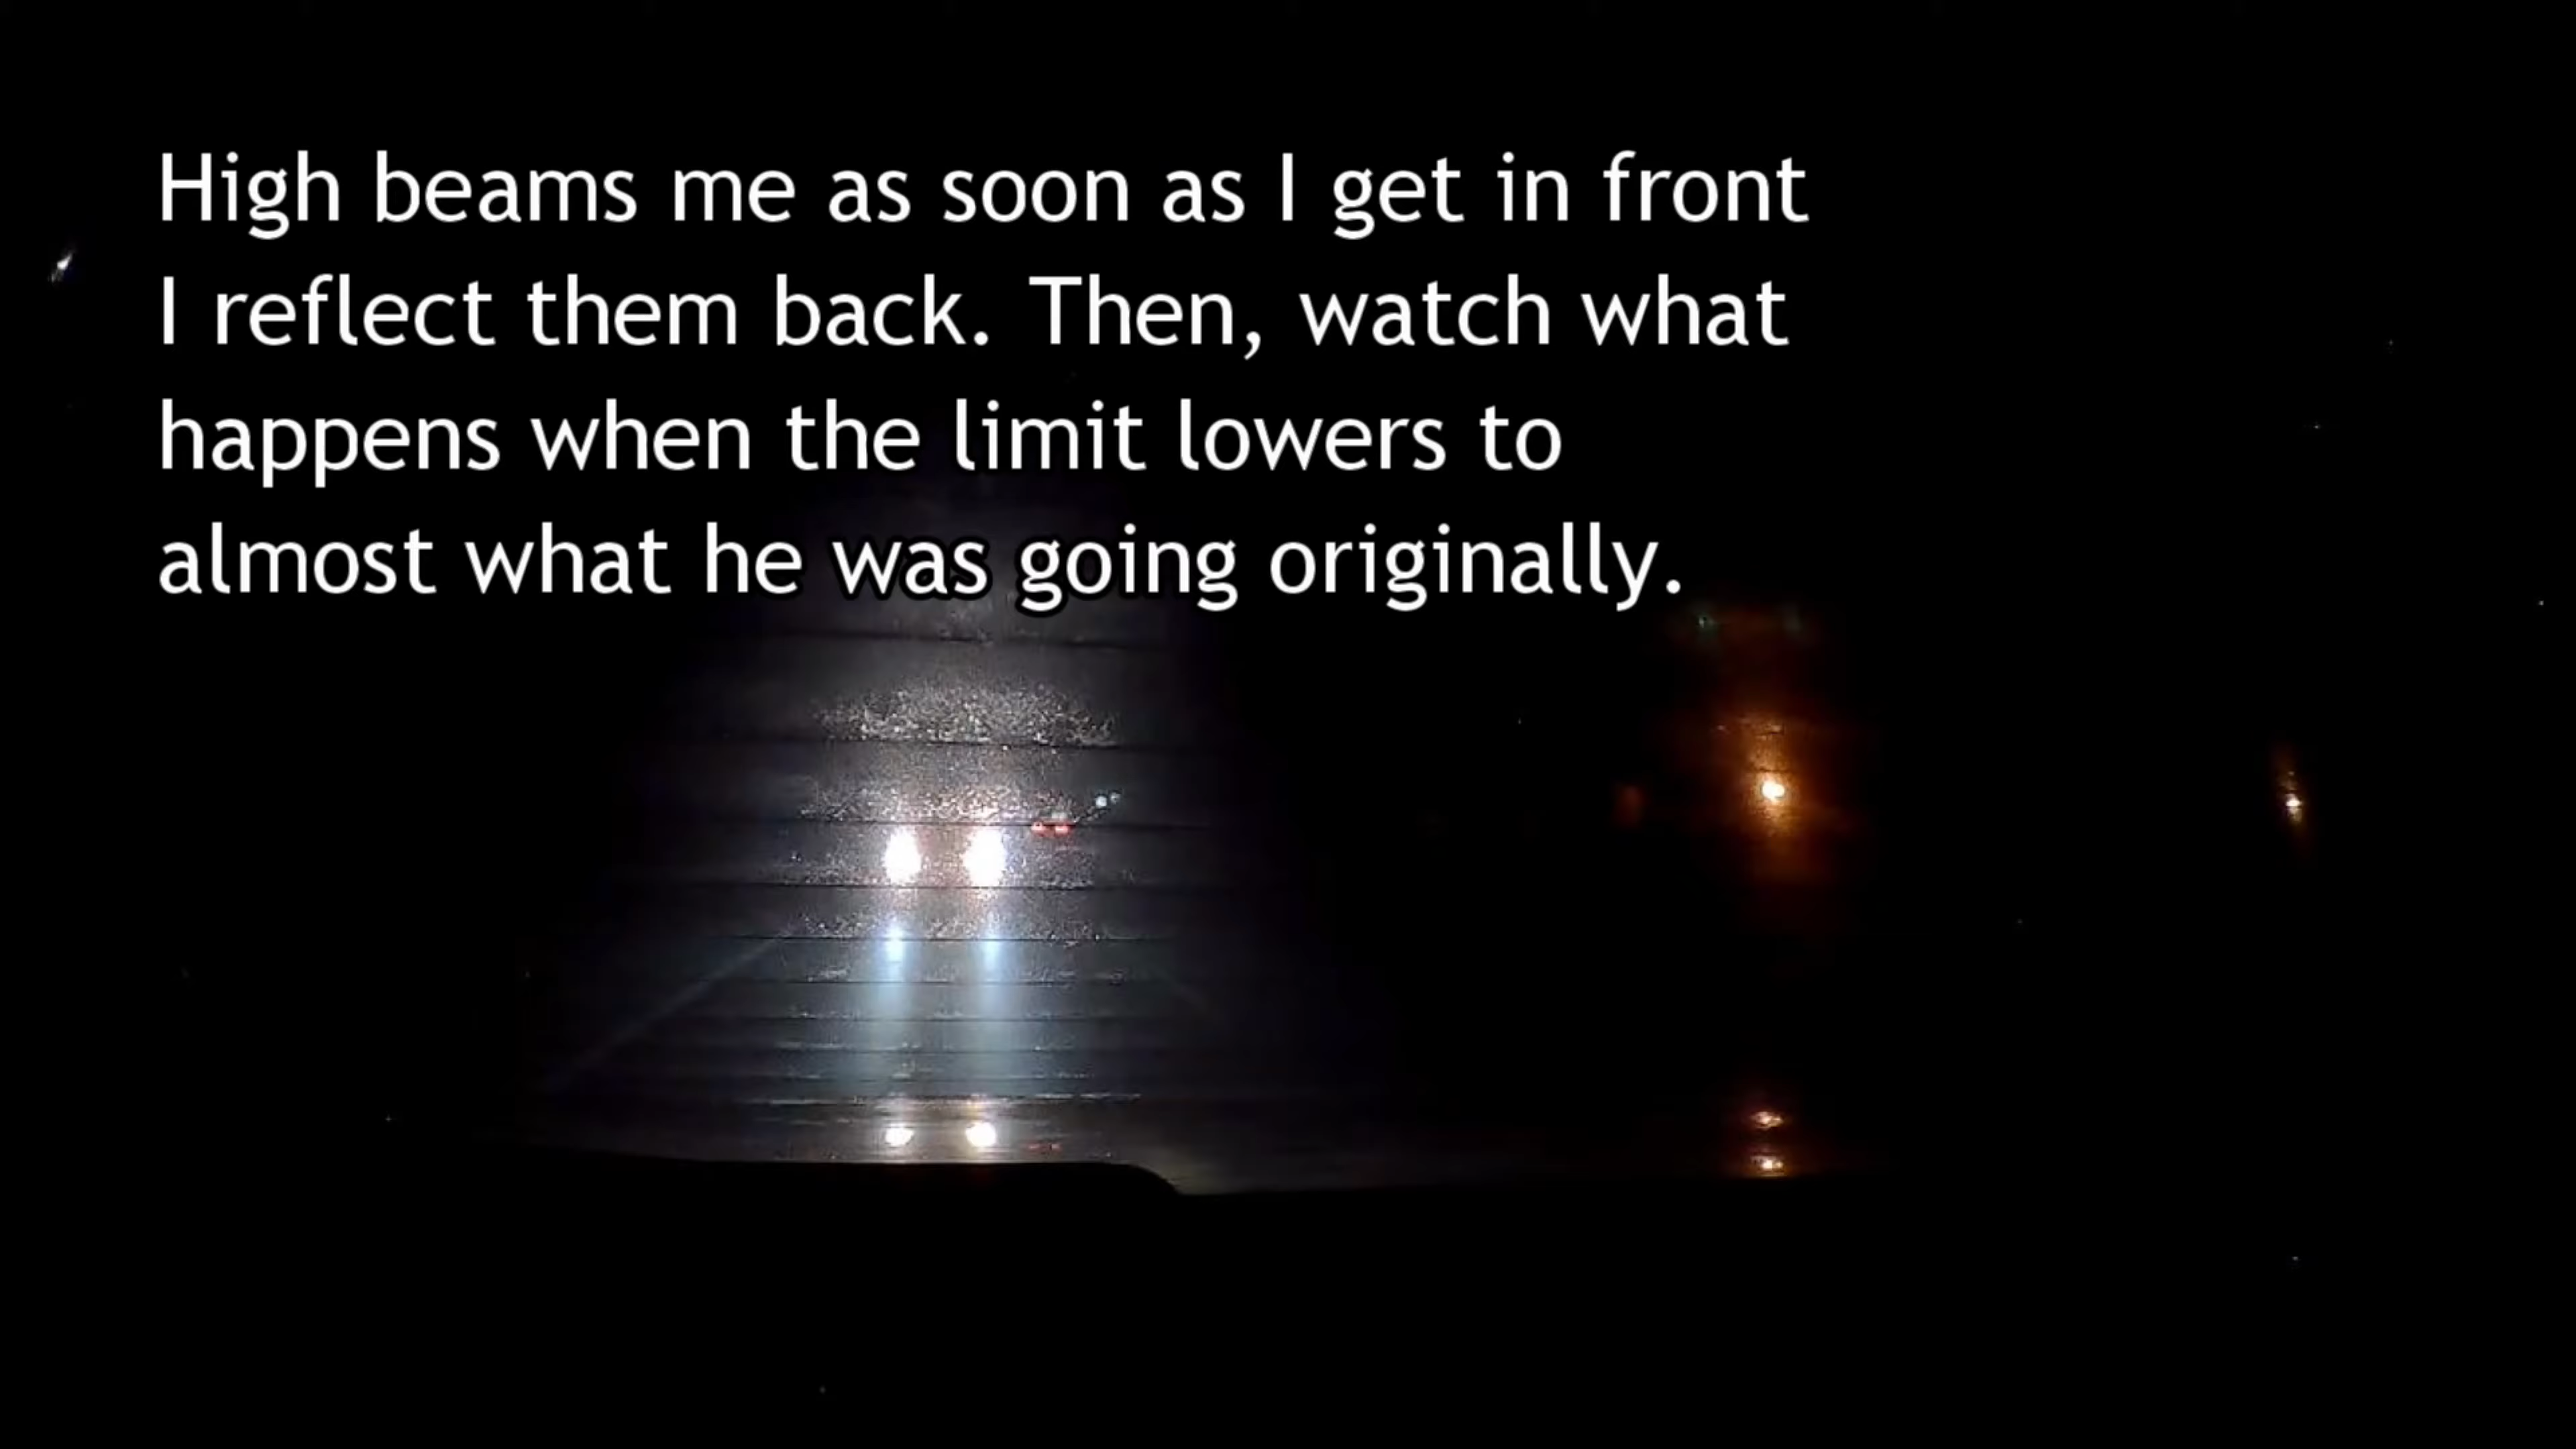 High beams me as soon as I get in front
I reflect them back. Then, watch what
happens when the limit lowers to
almost what he was going originally.